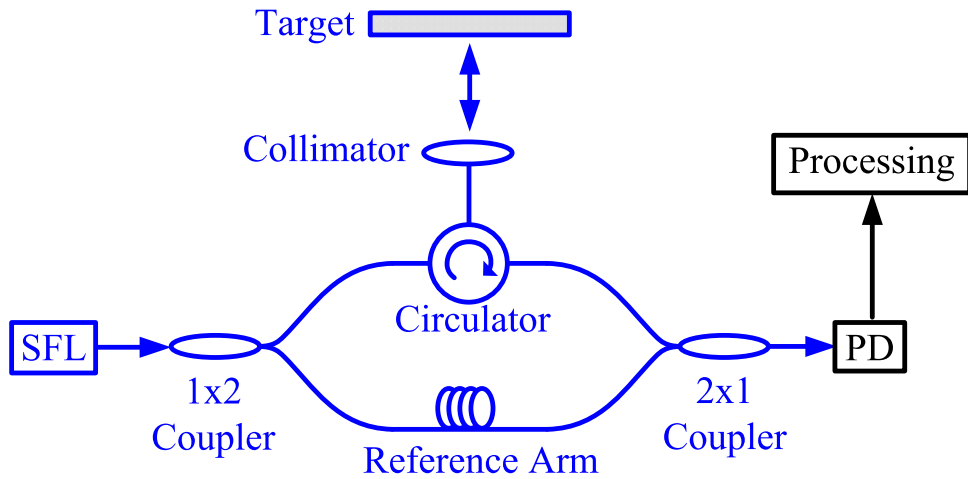 Target
Collimator
Processing
Circulator
SFL
PD
1x2
Coupler
2x1
Coupler
Reference Arm